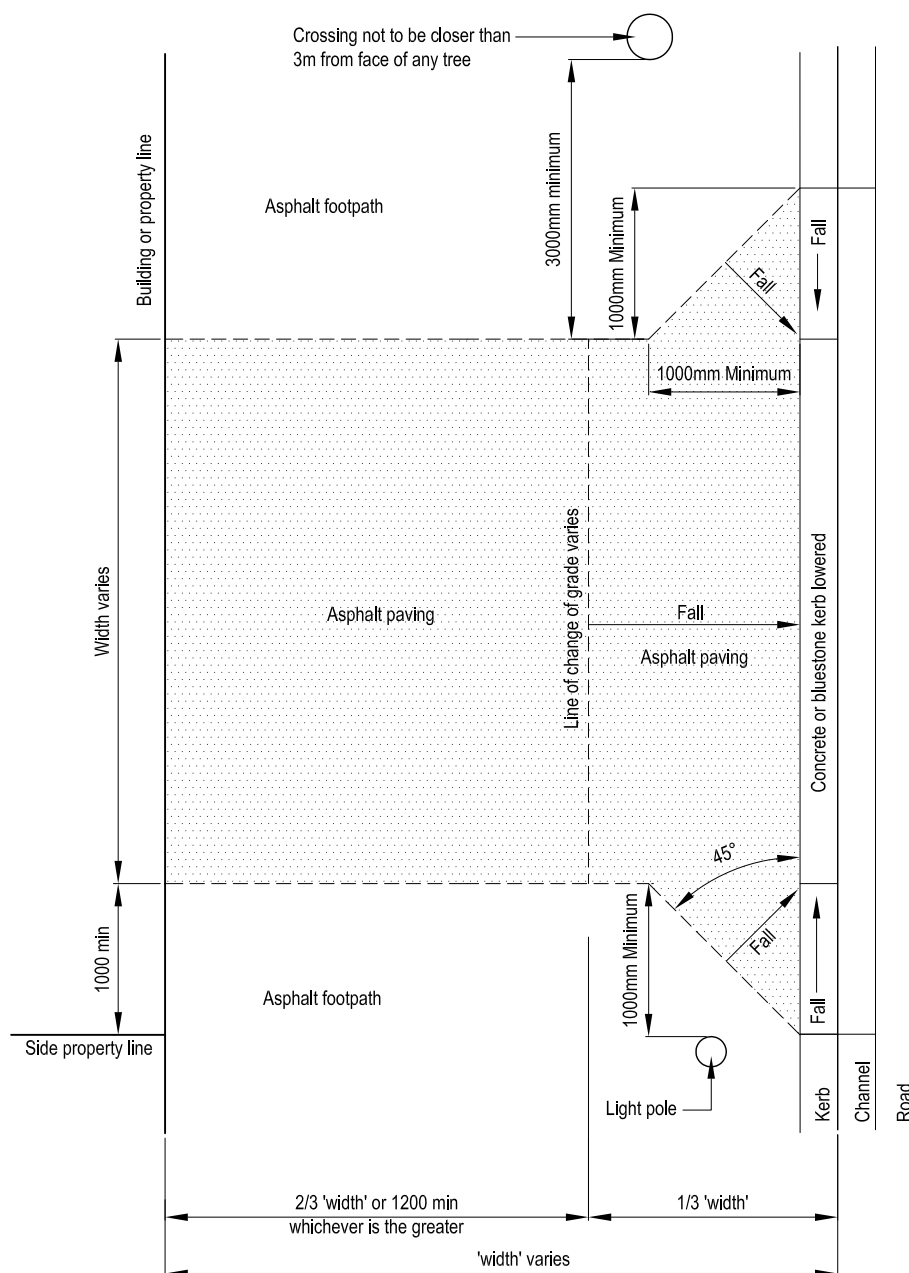 Crossing not to be closer than
3m from face of any tree
Building or property line
3000mm minimum
Asphalt footpath
1000mm Minimum
Fall
Fall
1000mm Minimum
Width varies
Line of change of grade varies
Concrete or bluestone kerb lowered
Asphalt paving
Fall
Asphalt paving
45°
1000 min
1000mm Minimum
Fall
Fall
Asphalt footpath
Side property line
Light pole
Kerb
Channel
Road
2/3 'width' or 1200 min
whichever is the greater
1/3 'width'
'width' varies